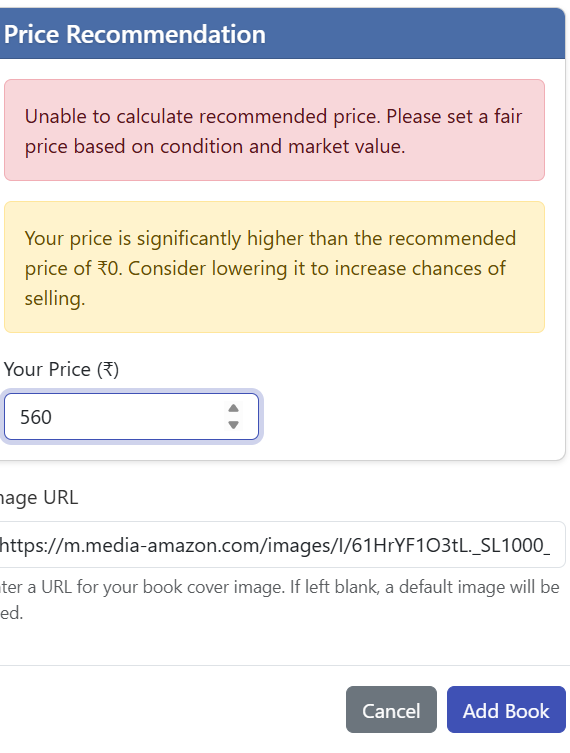 Price Recommendation
Unable to calculate recommended price. Please set a fair
price based on condition and market value.
Your price is significantly higher than the recommended
price of ₹0. Consider lowering it to increase chances of
selling.
Your Price (₹)
560
mage URL
https://m.media-amazon.com/images/I/61HrYF1O3tL._SL1000_
ter a URL for your book cover image. If left blank, a default image will be
ed.
Cancel
Add Book